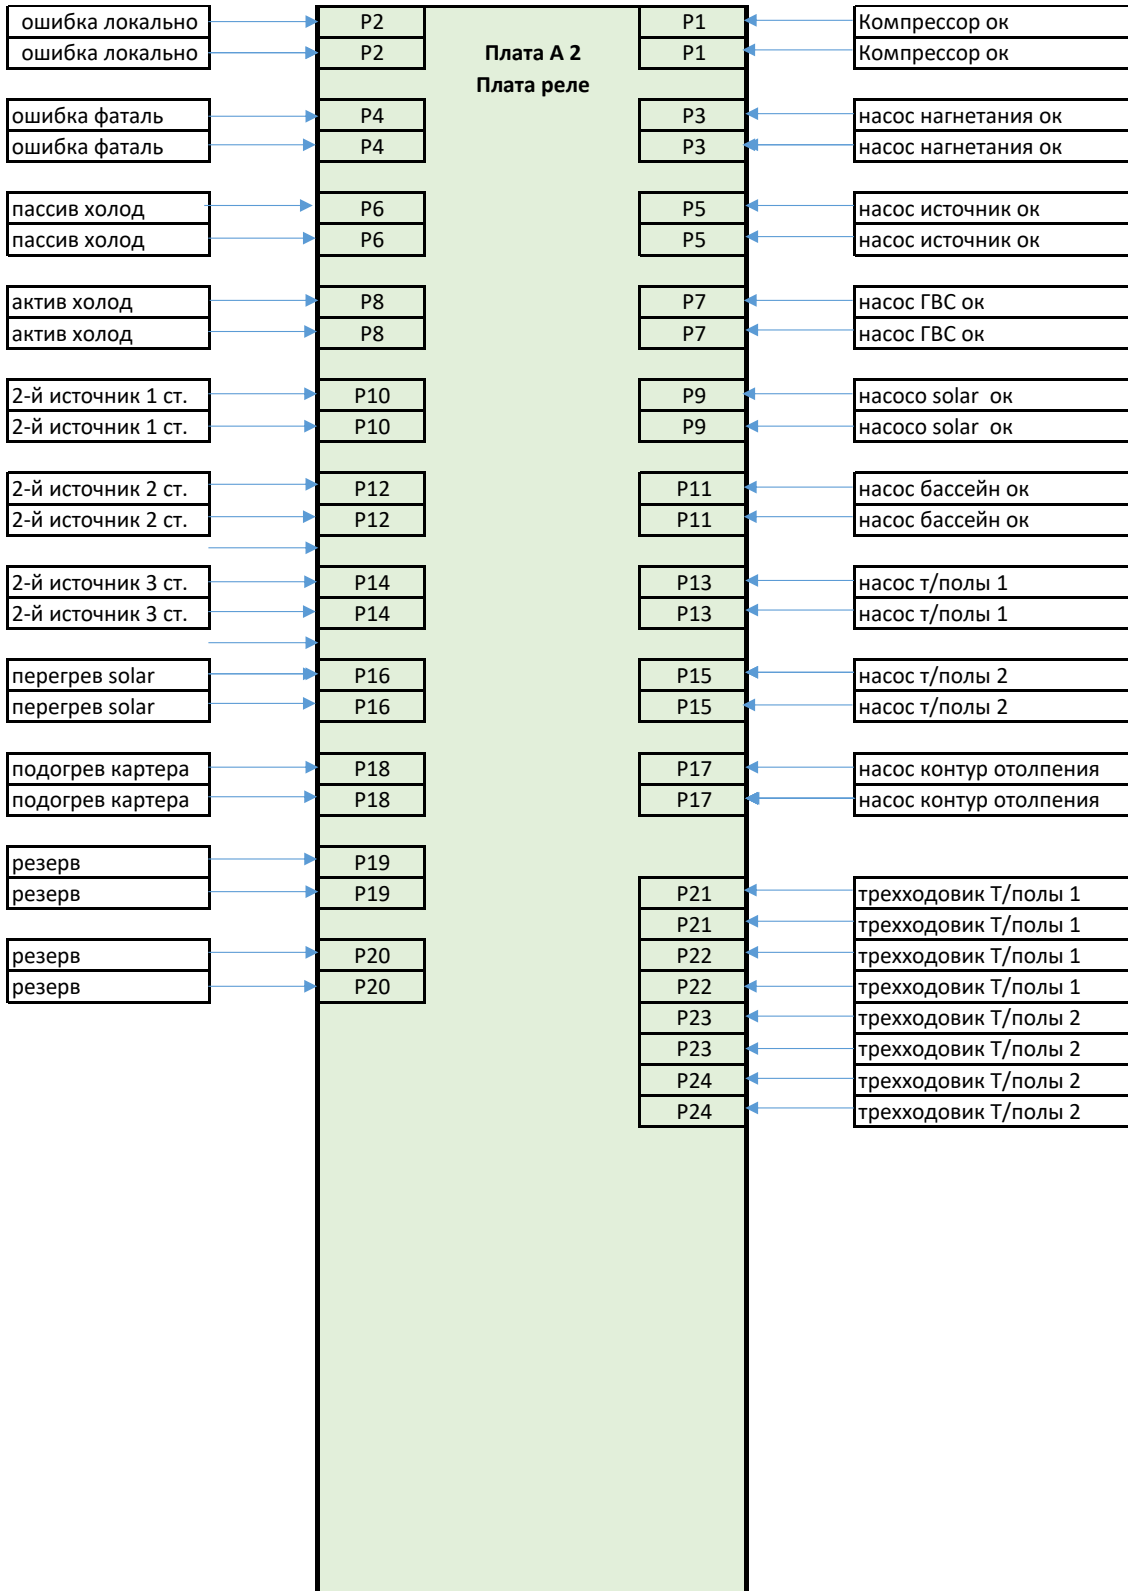 ошибка локально P2 P1 Компрессор ок
ошибка локально P2 Плата А 2 P1 Компрессор ок
Плата реле
ошибка фаталь P4 P3 насос нагнетания ок
ошибка фаталь P4 P3 насос нагнетания ок
пассив холод P6 P5 насос источник ок
пассив холод P6 P5 насос источник ок
актив холод P8 P7 насос ГВС ок
актив холод P8 P7 насос ГВС ок
2-й источник 1 ст. P10 P9 насосо solar ок
2-й источник 1 ст. P10 P9 насосо solar ок
2-й источник 2 ст. P12 P11 насос бассейн ок
2-й источник 2 ст. P12 P11 насос бассейн ок
2-й источник 3 ст. P14 P13 насос т/полы 1
2-й источник 3 ст. P14 P13 насос т/полы 1
перегрев solar P16 P15 насос т/полы 2
перегрев solar P16 P15 насос т/полы 2
подогрев картера P18 P17 насос контур отолпения
подогрев картера P18 P17 насос контур отолпения
резерв P19
резерв P19 P21 трехходовик Т/полы 1
P21 трехходовик Т/полы 1
резерв P20 P22 трехходовик Т/полы 1
резерв P20 P22 трехходовик Т/полы 1
P23 трехходовик Т/полы 2
P23 трехходовик Т/полы 2
P24 трехходовик Т/полы 2
P24 трехходовик Т/полы 2